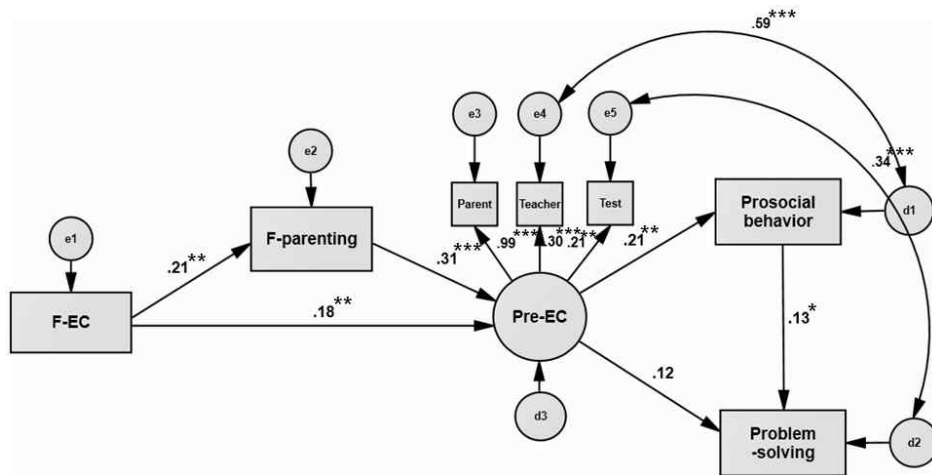 .59***
e3
e4
e5
e2
.34***
Parent
Teacher
Test
Prosocial
behavior
d1
e1
F-parenting
.21**
.31***
.99***
.30***
.21**
.21**
F-EC
.18**
Pre-EC
.13*
.12
d3
Problem
-solving
d2